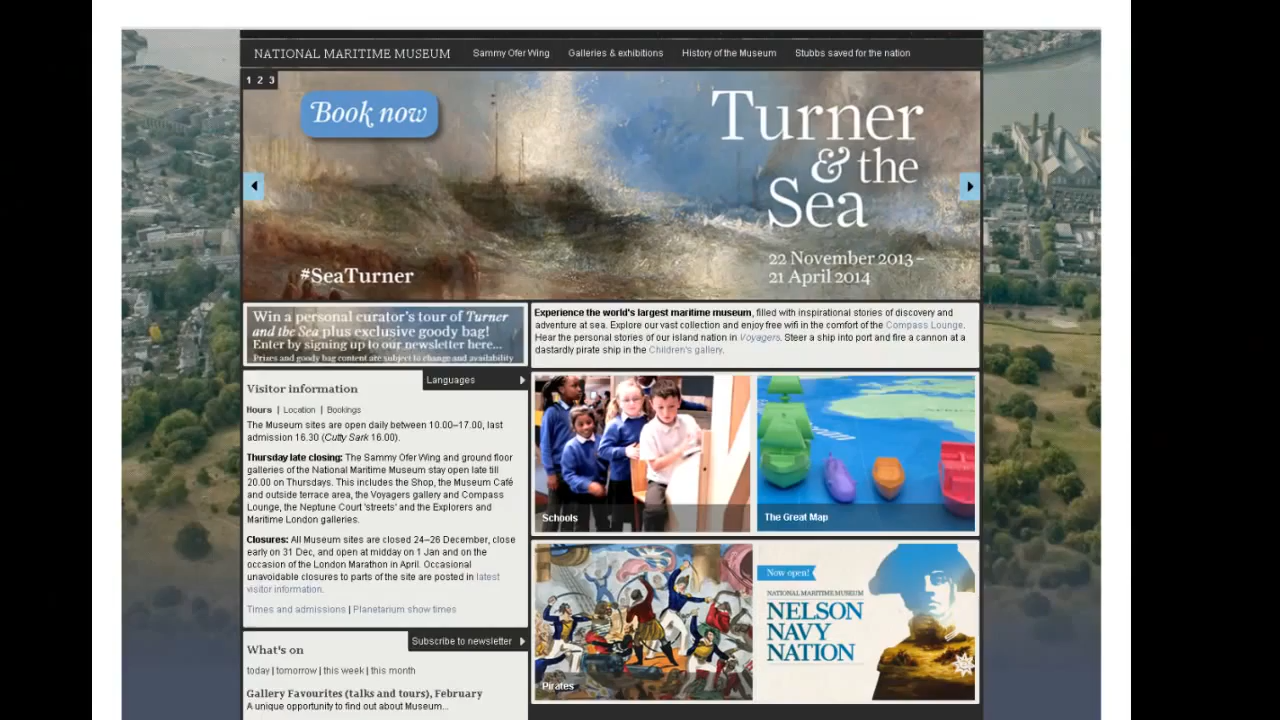 NATIONAL MARITIME MUSEUM Sammy Ofer Wing Galleries & exhibitions History of the Museum Stubbs saved for the nation
1 2 3
Book now
Turner
& the
Sea
22 November 2013–
21 April 2014
#SeaTurner
Win a personal curator's tour of Turner
and the Sea plus exclusive goody bag!
Enter by signing up to our newsletter here...
Prizes and goody bag content are subject to change and availability
Experience the world's largest maritime museum, filled with inspirational stories of discovery and
adventure at sea. Explore our vast collection and enjoy free wifi in the comfort of the Compass Lounge.
Hear the personal stories of our island nation in Voyagers. Steer a ship into port and fire a cannon at a
dastardly pirate ship in the Children's gallery.
Languages
Visitor information
Hours | Location | Bookings
The Museum sites are open daily between 10.00–17.00, last
admission 16.30 (Cutty Sark 16.00).
Thursday late closing: The Sammy Ofer Wing and ground floor
galleries of the National Maritime Museum stay open late till
20.00 on Thursdays. This includes the Shop, the Museum Café
and outside terrace area, the Voyagers gallery and Compass
Lounge, the Neptune Court 'streets' and the Explorers and
Maritime London galleries.
Closures: All Museum sites are closed 24–26 December, close
early on 31 Dec, and open at midday on 1 Jan and on the
occasion of the London Marathon in April. Occasional
unavoidable closures to parts of the site are posted in latest
visitor information.
Times and admissions | Planetarium show times
Schools
The Great Map
Pirates
Now open!
NATIONAL MARITIME MUSEUM
NELSON
NAVY
NATION
Subscribe to newsletter
What's on
today | tomorrow | this week | this month
Gallery Favourites (talks and tours), February
A unique opportunity to find out about Museum...